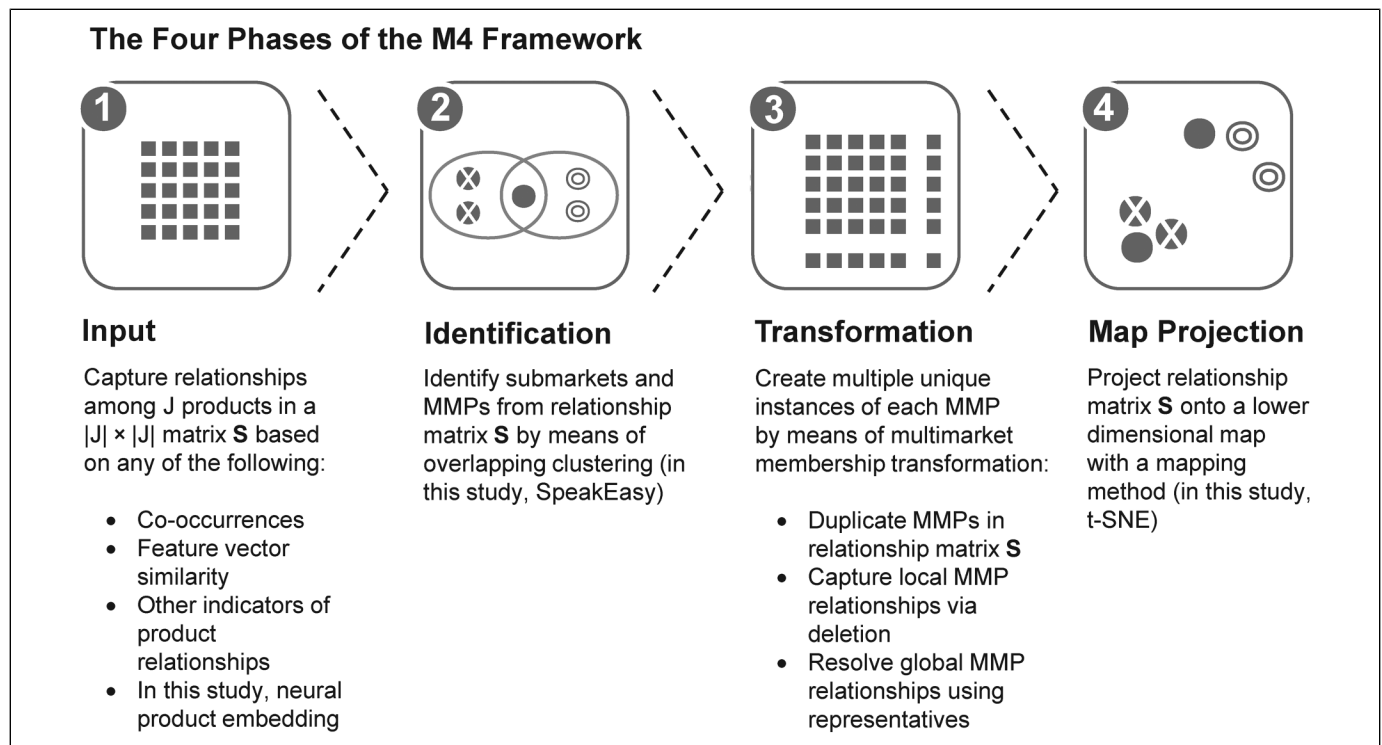 The Four Phases of the M4 Framework
1
Input
Capture relationships
among J products in a
|J| × |J| matrix S based
on any of the following:
• Co-occurrences
• Feature vector
similarity
• Other indicators of
product
relationships
• In this study, neural
product embedding
2
Identification
Identify submarkets and
MMPs from relationship
matrix S by means of
overlapping clustering (in
this study, SpeakEasy)
3
Transformation
Create multiple unique
instances of each MMP
by means of multimarket
membership transformation:
• Duplicate MMPs in
relationship matrix S
• Capture local MMP
relationships via
deletion
• Resolve global MMP
relationships using
representatives
4
Map Projection
Project relationship
matrix S onto a lower
dimensional map
with a mapping
method (in this study,
t-SNE)